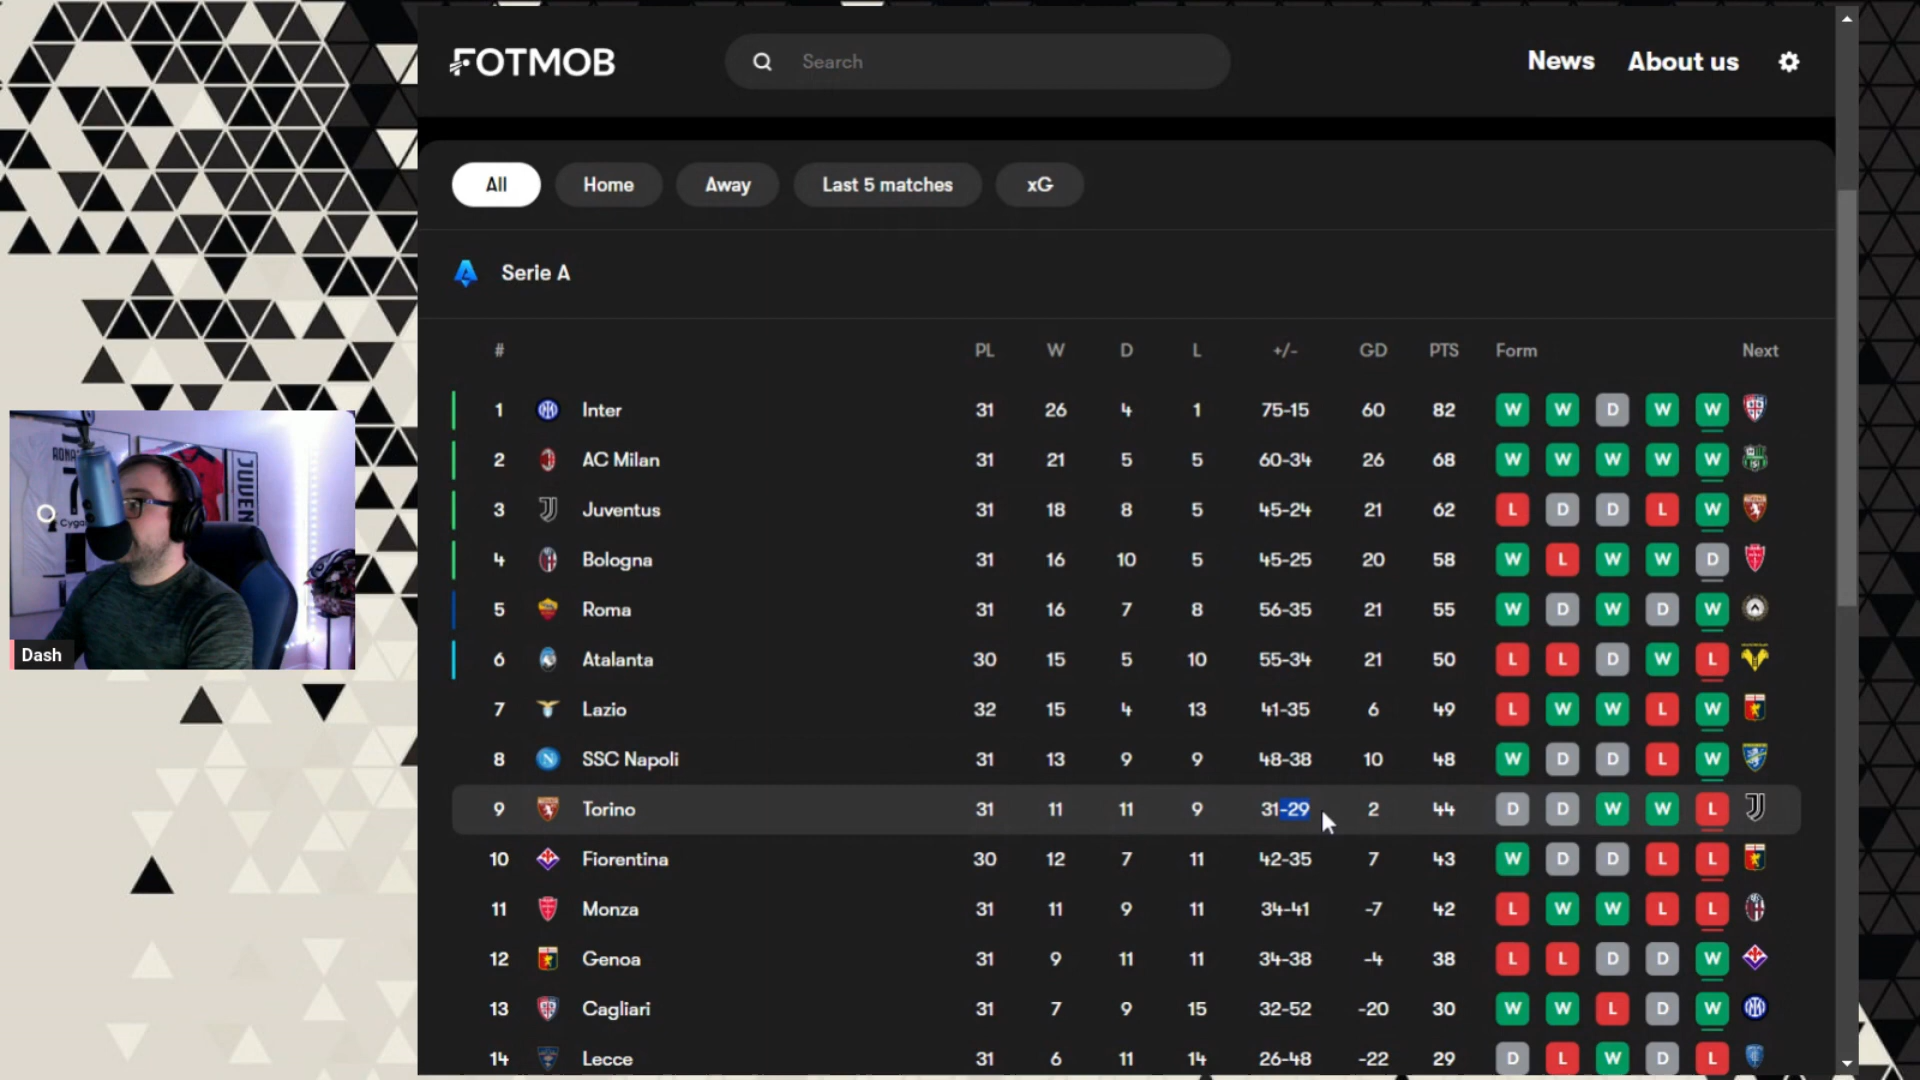 FOTMOB Search News About us
All Home Away Last 5 matches xG
Serie A
# PL W D L +/- GD PTS Form Next
1 Inter 31 26 4 1 75-15 60 82 W W D W W
2 AC Milan 31 21 5 5 60-34 26 68 W W W W W
3 Juventus 31 18 8 5 45-24 21 62 L D D L W
4 Bologna 31 16 10 5 45-25 20 58 W L W W D
5 Roma 31 16 7 8 56-35 21 55 W D W D W
6 Atalanta 30 15 5 10 55-34 21 50 L L D W L
7 Lazio 32 15 4 13 41-35 6 49 L W W L W
8 SSC Napoli 31 13 9 9 48-38 10 48 W D D L W
9 Torino 31 11 11 9 31-29 2 44 D D W W L
10 Fiorentina 30 12 7 11 42-35 7 43 W D D L L
11 Monza 31 11 9 11 34-41 -7 42 L W W L L
12 Genoa 31 9 11 11 34-38 -4 38 L L D D W
13 Cagliari 31 7 9 15 32-52 -20 30 W W L D W
14 Lecce 31 6 11 14 26-48 -22 29 D L W D L
Dash